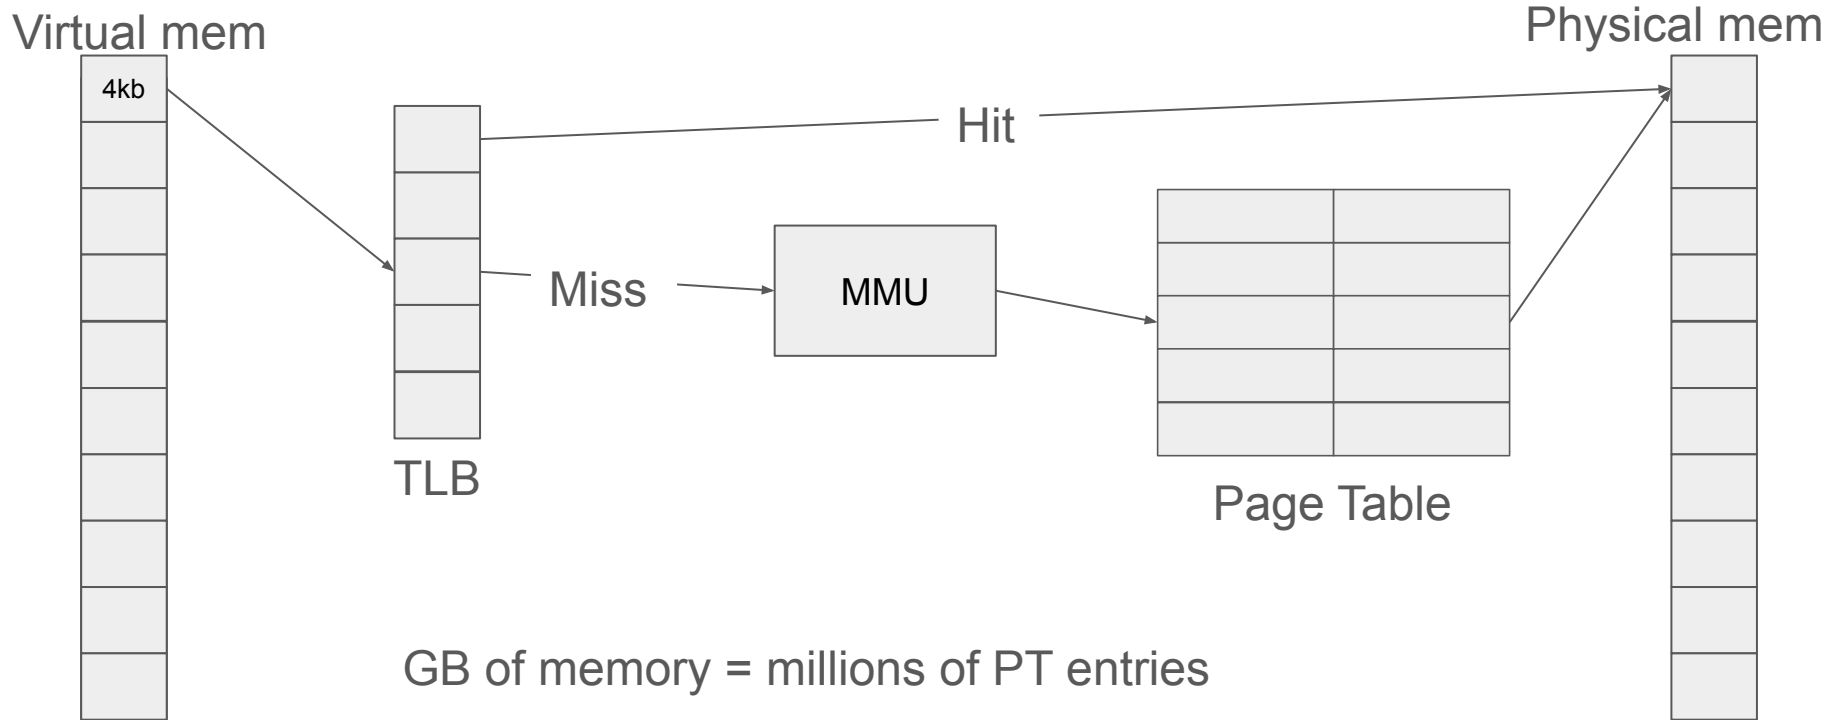 Virtual mem
Physical mem
4kb
Hit
Miss
MMU
TLB
Page Table
GB of memory = millions of PT entries